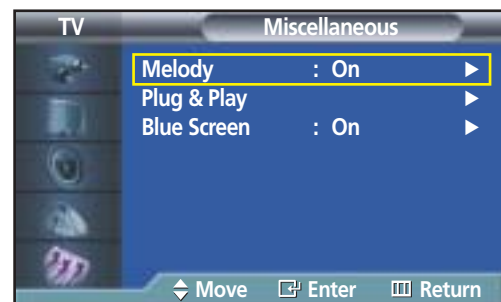 TV Miscellaneous
Melody : On
Plug & Play
Blue Screen : On
Move Enter Return